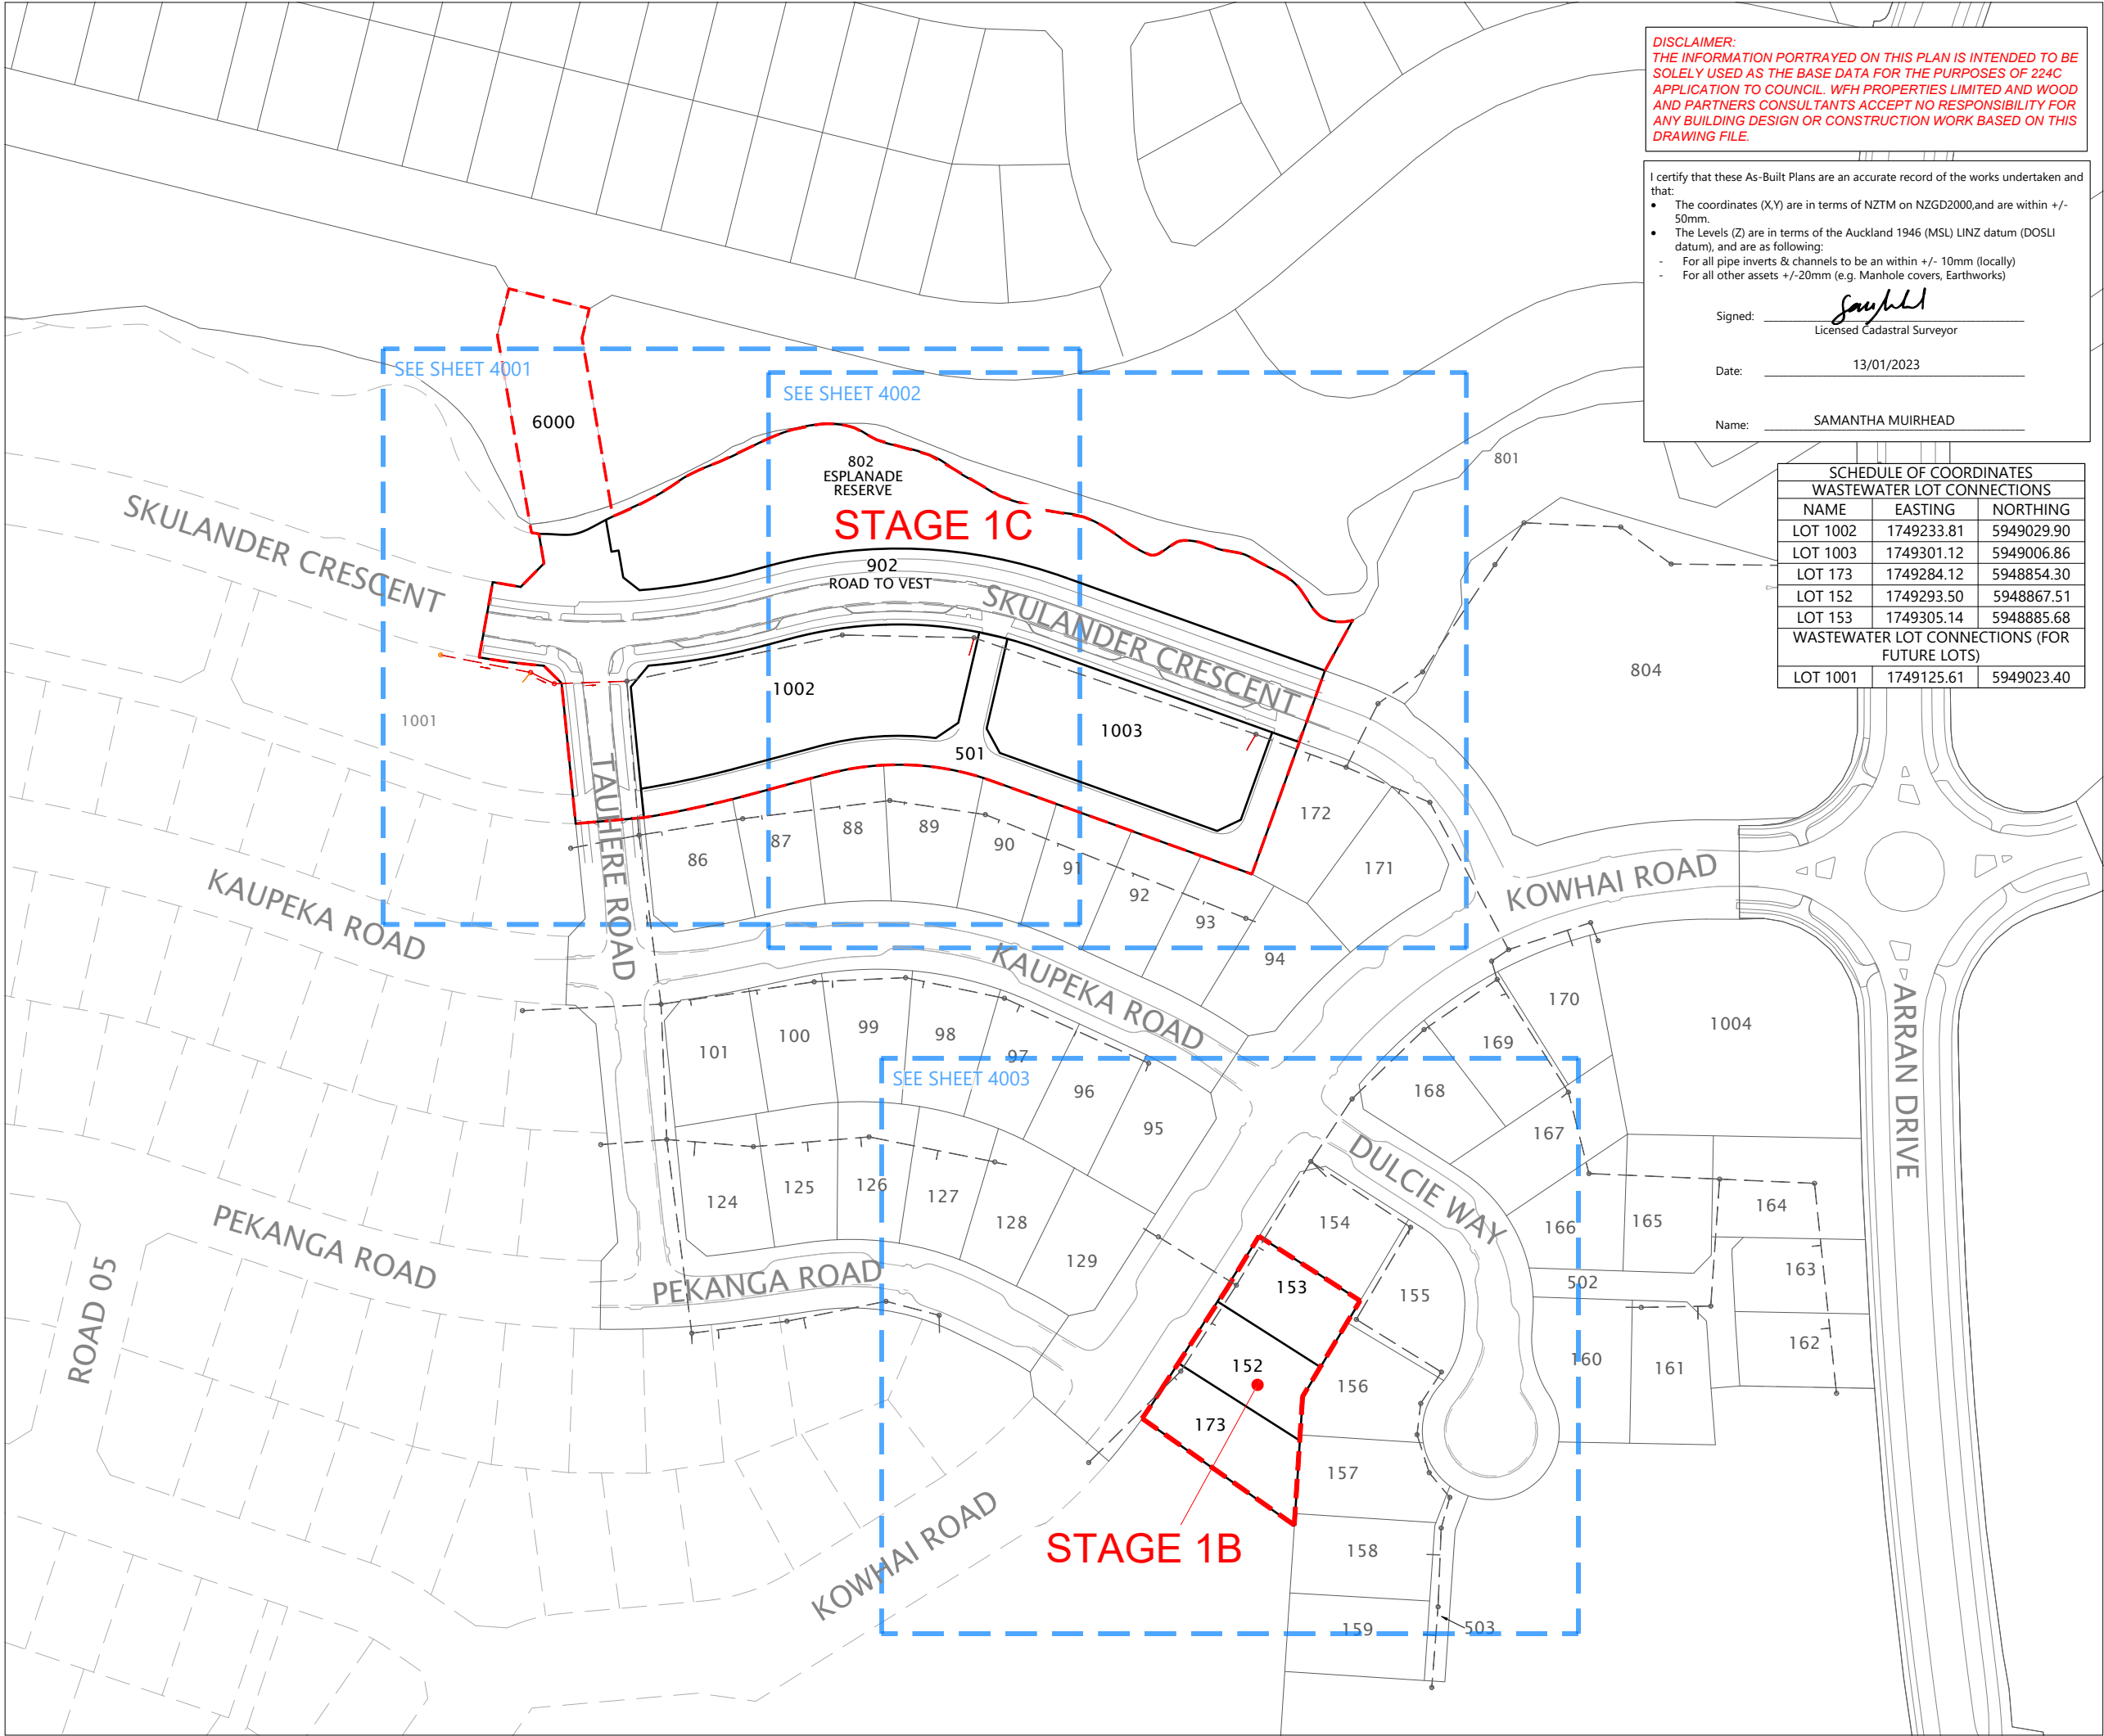 DISCLAIMER:
THE INFORMATION PORTRAYED ON THIS PLAN IS INTENDED TO BE
SOLELY USED AS THE BASE DATA FOR THE PURPOSES OF 224C
APPLICATION TO COUNCIL. WFH PROPERTIES LIMITED AND WOOD
AND PARTNERS CONSULTANTS ACCEPT NO RESPONSIBILITY FOR
ANY BUILDING DESIGN OR CONSTRUCTION WORK BASED ON THIS
DRAWING FILE.
I certify that these As-Built Plans are an accurate record of the works undertaken and
that:
• The coordinates (X,Y) are in terms of NZTM on NZGD2000,and are within +/-
50mm.
• The Levels (Z) are in terms of the Auckland 1946 (MSL) LINZ datum (DOSLI
datum), and are as following:
- For all pipe inverts & channels to be an within +/- 10mm (locally)
- For all other assets +/-20mm (e.g. Manhole covers, Earthworks)
Signed:
Licensed Cadastral Surveyor
Date: 13/01/2023
Name: SAMANTHA MUIRHEAD
SCHEDULE OF COORDINATES
WASTEWATER LOT CONNECTIONS
NAME EASTING NORTHING
LOT 1002 1749233.81 5949029.90
LOT 1003 1749301.12 5949006.86
LOT 173 1749284.12 5948854.30
LOT 152 1749293.50 5948867.51
LOT 153 1749305.14 5948885.68
WASTEWATER LOT CONNECTIONS (FOR
FUTURE LOTS)
LOT 1001 1749125.61 5949023.40
SEE SHEET 4001
SEE SHEET 4002
6000
802
ESPLANADE
RESERVE
801
STAGE 1C
SKULANDER CRESCENT
902
ROAD TO VEST
SKULANDER CRESCENT
804
1002
1001
1003
501
TAUHERE ROAD
172
86
87
88
89
90
91
92
93
94
171
KOWHAI ROAD
KAUPEKA ROAD
KAUPEKA ROAD
ARRAN DRIVE
101
100
99
98
97
96
95
170
169
168
167
1004
SEE SHEET 4003
DULCIE WAY
124
125
126
127
128
129
154
155
166
165
164
163
162
502
160
161
PEKANGA ROAD
PEKANGA ROAD
ROAD 05
153
152
173
156
157
158
159
503
STAGE 1B
KOWHAI ROAD